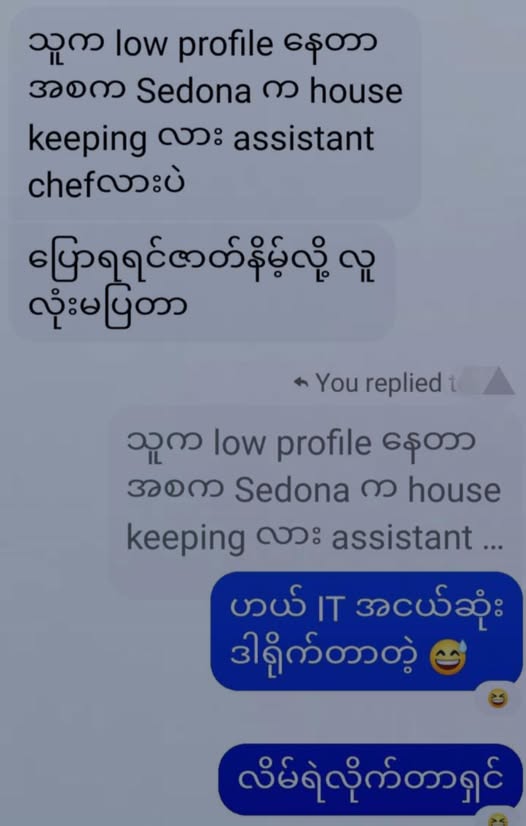 သူက low profile နေတာ
အစက Sedona က house
keeping လား assistant
chefလားပဲ
ပြောရရင်ဇာတ်နိမ့်လို့ လူ
လုံးမပြတာ
You replied t
သူက low profile နေတာ
အစက Sedona က house
keeping လား assistant ...
ဟယ် IT အငယ်ဆုံး
ဒါရိုက်တာတဲ့ 😅
လိမ်ရဲလိုက်တာရှင်